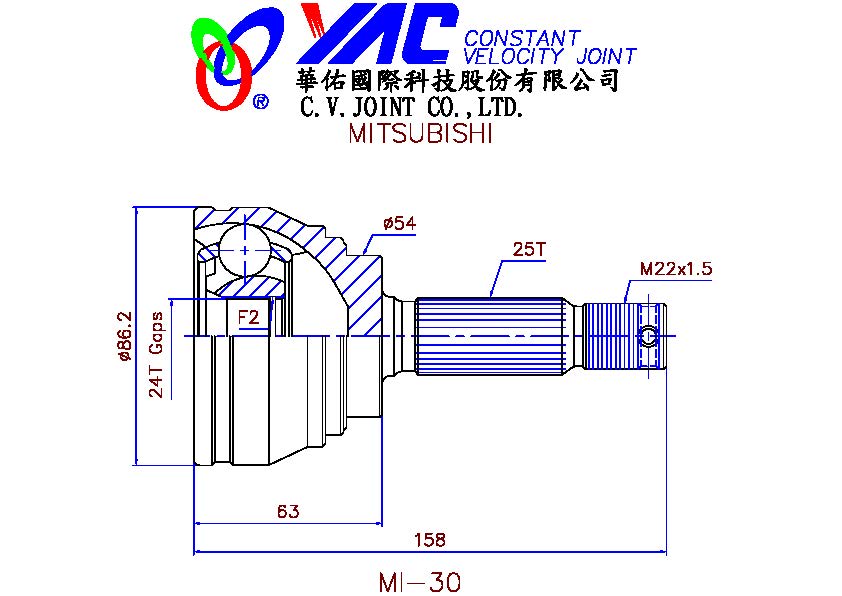 YAC CONSTANT
VELOCITY JOINT
®
華佑國際科技股份有限公司
C.V.JOINT CO.,LTD.
MITSUBISHI
ø54
25T
M22x1.5
ø86.2
24T Gaps
F2
63
158
MI-30